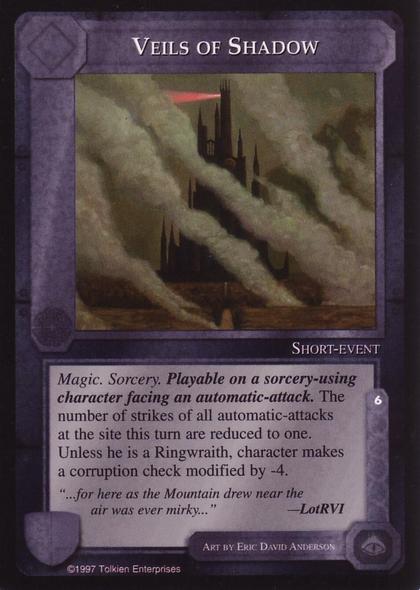 VEILS OF SHADOW
SHORT-EVENT
Magic. Sorcery. Playable on a sorcery-using
character facing an automatic-attack. The
number of strikes of all automatic-attacks
at the site this turn are reduced to one.
Unless he is a Ringwraith, character makes
a corruption check modified by -4.
6
“...for here as the Mountain drew near the
air was ever mirky...” —LotRVI
ART BY ERIC DAVID ANDERSON
©1997 Tolkien Enterprises